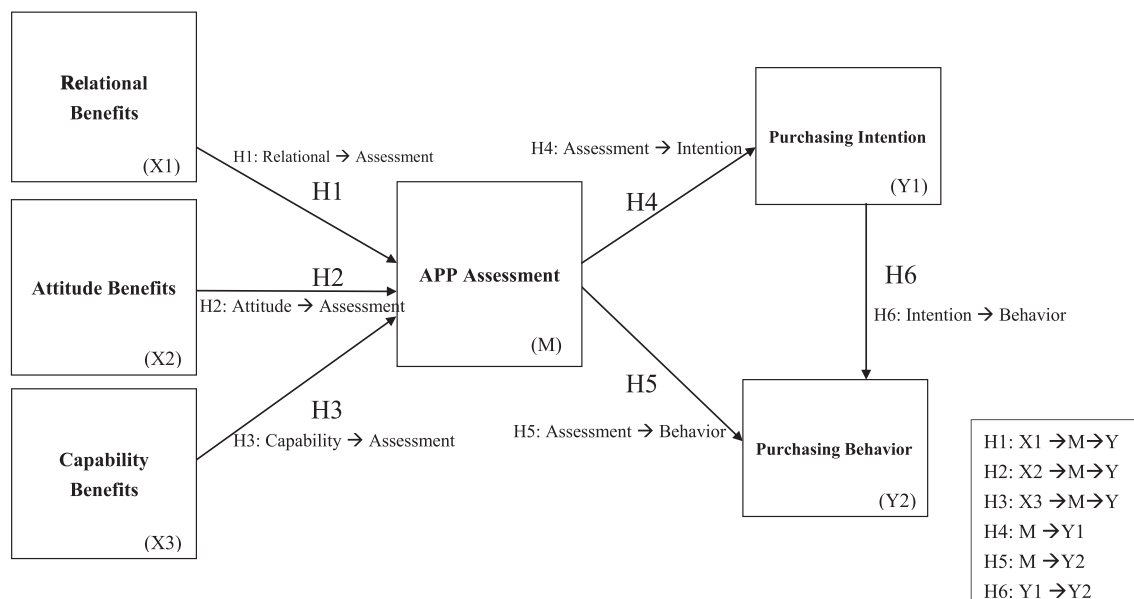 Relational
Benefits
(X1)
H1: Relational → Assessment
H1
Attitude Benefits
(X2)
H2
H2: Attitude → Assessment
Capability
Benefits
(X3)
H3
H3: Capability → Assessment
APP Assessment
(M)
H4: Assessment → Intention
H4
Purchasing Intention
(Y1)
H6
H6: Intention → Behavior
H5
H5: Assessment → Behavior
Purchasing Behavior
(Y2)
H1: X1 →M→Y
H2: X2 →M→Y
H3: X3 →M→Y
H4: M →Y1
H5: M →Y2
H6: Y1 →Y2